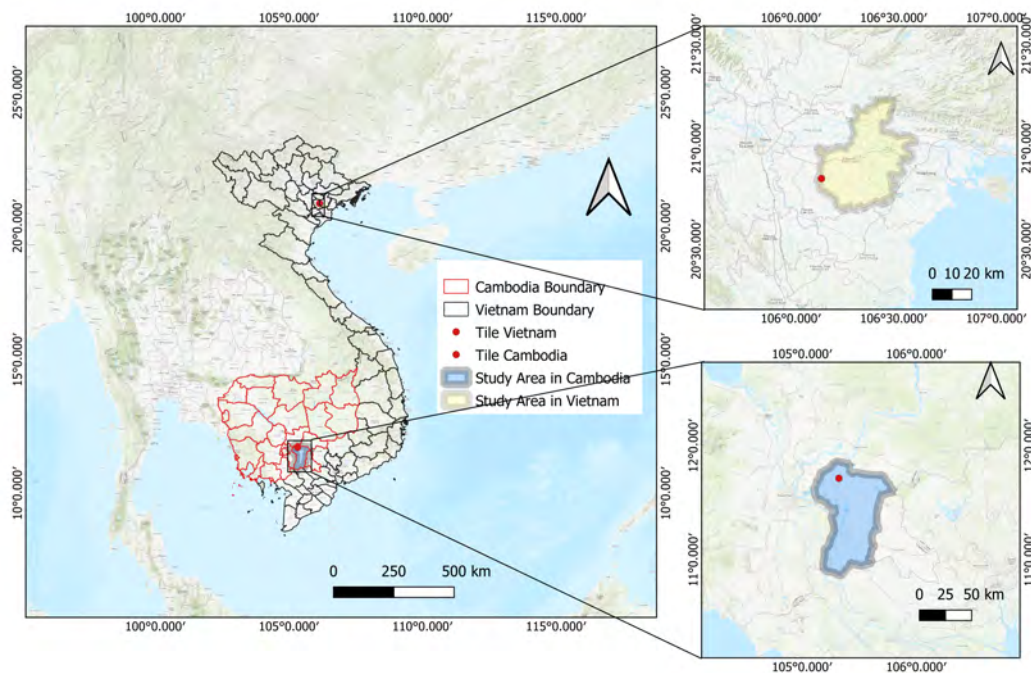 100°0.000' 105°0.000' 110°0.000' 115°0.000'
25°0.000'
20°0.000'
15°0.000'
10°0.000'
25°0.000'
20°0.000'
15°0.000'
10°0.000'
Cambodia Boundary
Vietnam Boundary
Tile Vietnam
Tile Cambodia
Study Area in Cambodia
Study Area in Vietnam
0 250 500 km
100°0.000' 105°0.000' 110°0.000' 115°0.000'
106°0.000' 106°30.000' 107°0.000'
21°30.000'
21°0.000'
20°30.000'
21°30.000'
21°0.000'
20°30.000'
0 10 20 km
106°0.000' 106°30.000' 107°0.000'
105°0.000' 106°0.000'
12°0.000'
11°0.000'
12°0.000'
11°0.000'
0 25 50 km
105°0.000' 106°0.000'